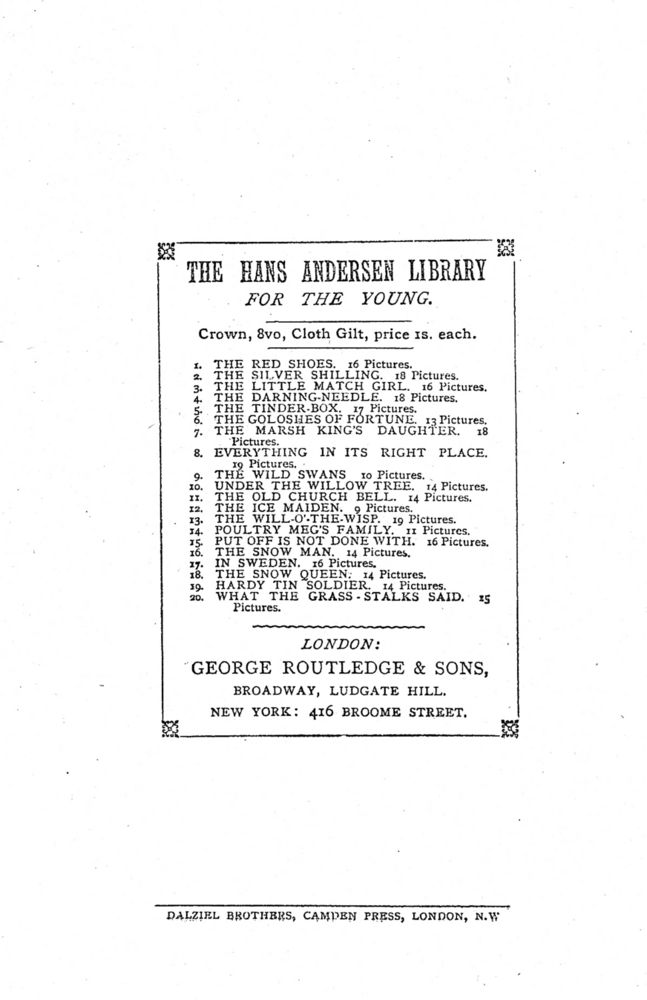 THE HANS ANDERSEN LIBRARY
FOR THE YOUNG.
Crown, 8vo, Cloth Gilt, price 1s. each.
1. THE RED SHOES. 16 Pictures.
2. THE SILVER SHILLING. 18 Pictures.
3. THE LITTLE MATCH GIRL. 16 Pictures.
4. THE DARNING-NEEDLE. 18 Pictures.
5. THE TINDER-BOX. 17 Pictures.
6. THE GOLOSHES OF FORTUNE. 13 Pictures.
7. THE MARSH KING'S DAUGHTER. 18
Pictures.
8. EVERYTHING IN ITS RIGHT PLACE.
19 Pictures.
9. THE WILD SWANS 10 Pictures.
10. UNDER THE WILLOW TREE. 14 Pictures.
11. THE OLD CHURCH BELL. 14 Pictures.
12. THE ICE MAIDEN. 9 Pictures.
13. THE WILL-O'-THE-WISP. 19 Pictures.
14. POULTRY MEG'S FAMILY. 11 Pictures.
15. PUT OFF IS NOT DONE WITH. 16 Pictures.
16. THE SNOW MAN. 14 Pictures.
17. IN SWEDEN. 16 Pictures.
18. THE SNOW QUEEN. 14 Pictures.
19. HARDY TIN SOLDIER. 14 Pictures.
20. WHAT THE GRASS-STALKS SAID. 15
Pictures.
LONDON:
GEORGE ROUTLEDGE & SONS,
BROADWAY, LUDGATE HILL.
NEW YORK: 416 BROOME STREET.
DALZIEL BROTHERS, CAMDEN PRESS, LONDON, N.W